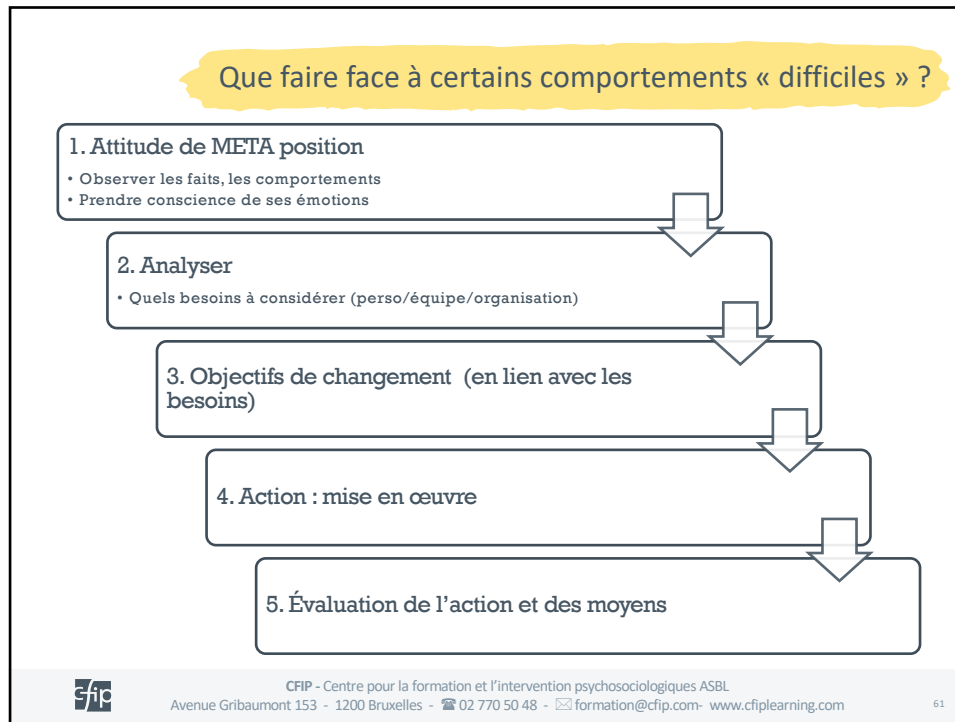 Que faire face à certains comportements « difficiles » ?
1. Attitude de META position
• Observer les faits, les comportements
• Prendre conscience de ses émotions
2. Analyser
• Quels besoins à considérer (perso/équipe/organisation)
3. Objectifs de changement (en lien avec les
besoins)
4. Action : mise en œuvre
5. Évaluation de l'action et des moyens
cfip
CFIP - Centre pour la formation et l'intervention psychosociologiques ASBL
Avenue Gribaumont 153 - 1200 Bruxelles - ☎ 02 770 50 48 - ✉ formation@cfip.com- www.cfiplearning.com
61